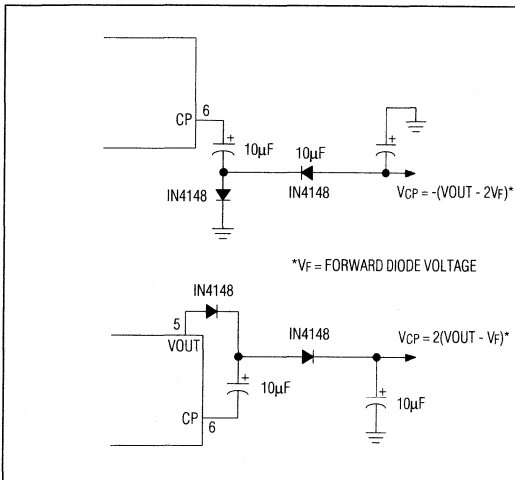 6
CP
10µF
10µF
IN4148
IN4148
VCP = -(VOUT - 2VF)*
*VF = FORWARD DIODE VOLTAGE
IN4148
5
IN4148
VOUT
VCP = 2(VOUT - VF)*
10µF
10µF
CP
6